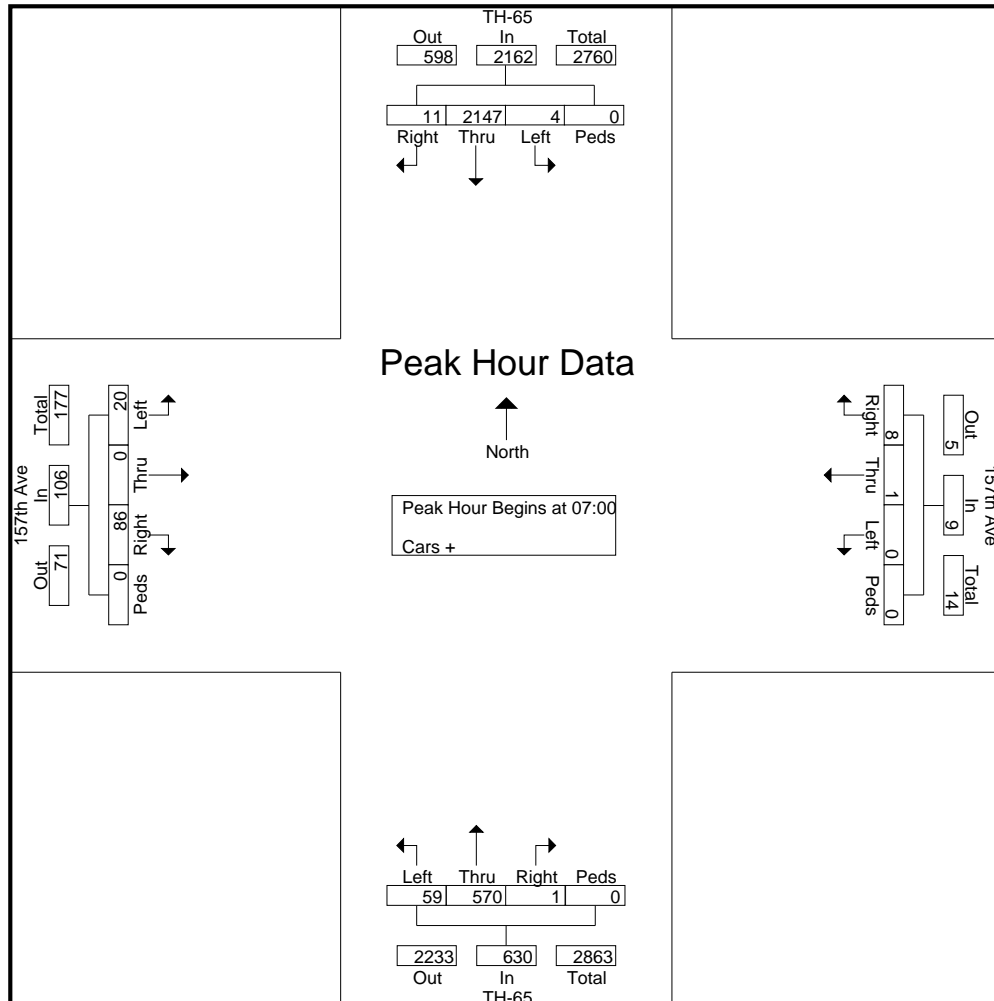 TH-65
Out In Total
598 2162 2760
11 2147 4 0
Right Thru Left Peds
Peak Hour Data
North
Peak Hour Begins at 07:00
Cars +
157th Ave
Total In Out
177 106 71
20 0 86 0
Left Thru Right Peds
Right Thru Left Peds
8 1 0 0
Out In Total
5 9 14
157th Ave
Left Thru Right Peds
59 570 1 0
2233 630 2863
Out In Total
TH-65